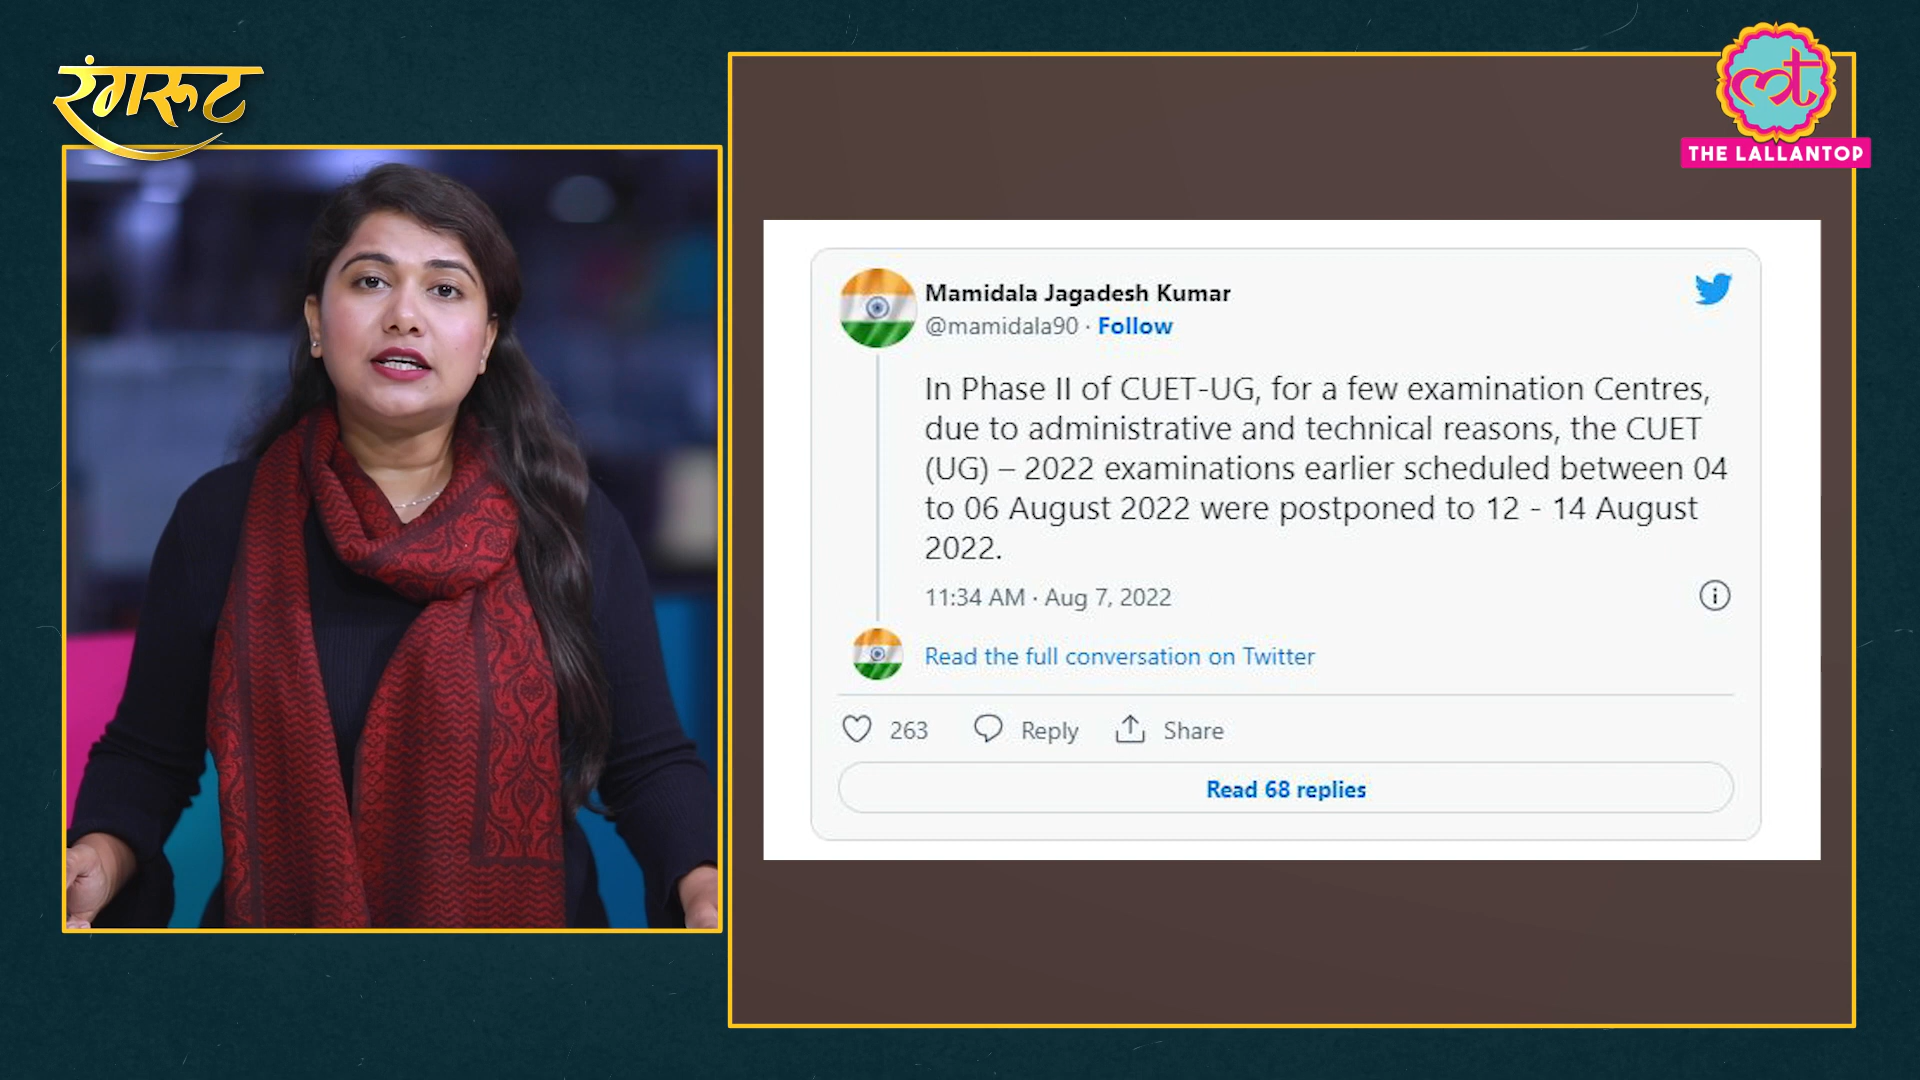 रंगरूट
lt
THE LALLANTOP
Mamidala Jagadesh Kumar
@mamidala90 · Follow
In Phase II of CUET-UG, for a few examination Centres,
due to administrative and technical reasons, the CUET
(UG) – 2022 examinations earlier scheduled between 04
to 06 August 2022 were postponed to 12 - 14 August
2022.
11:34 AM · Aug 7, 2022
Read the full conversation on Twitter
263 Reply Share
Read 68 replies